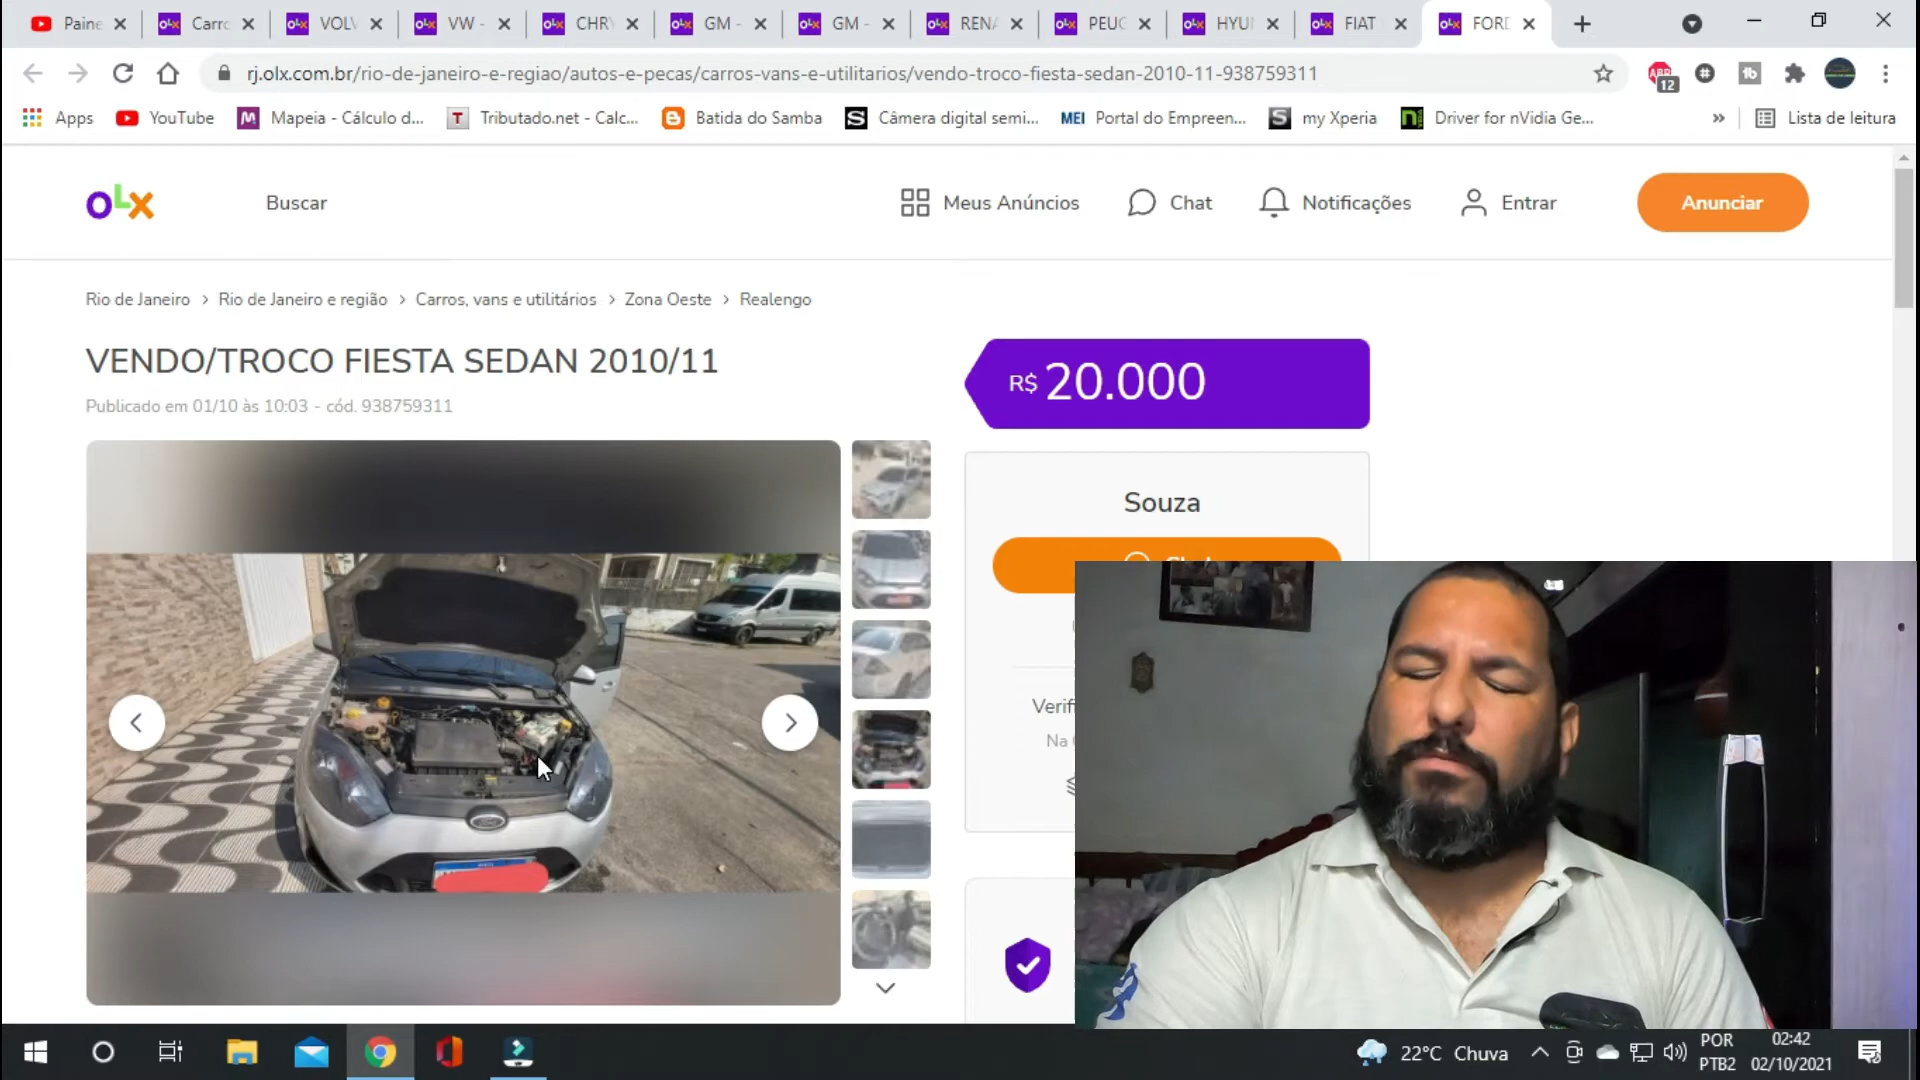 Paine
Carro
VOLV
VW -
CHRY
GM -
GM -
RENA
PEUG
HYUN
FIAT
FORD
rj.olx.com.br/rio-de-janeiro-e-regiao/autos-e-pecas/carros-vans-e-utilitarios/vendo-troco-fiesta-sedan-2010-11-938759311
12
Apps
YouTube
Mapeia - Cálculo d...
Tributado.net - Calc...
Batida do Samba
Câmera digital semi...
MEI Portal do Empreen...
my Xperia
Driver for nVidia Ge...
»
Lista de leitura
OLX
Buscar
Meus Anúncios
Chat
Notificações
Entrar
Anunciar
Rio de Janeiro > Rio de Janeiro e região > Carros, vans e utilitários > Zona Oeste > Realengo
VENDO/TROCO FIESTA SEDAN 2010/11
Publicado em 01/10 às 10:03 - cód. 938759311
R$ 20.000
Souza
Verifi
Na
22°C Chuva
POR
PTB2
02:42
02/10/2021